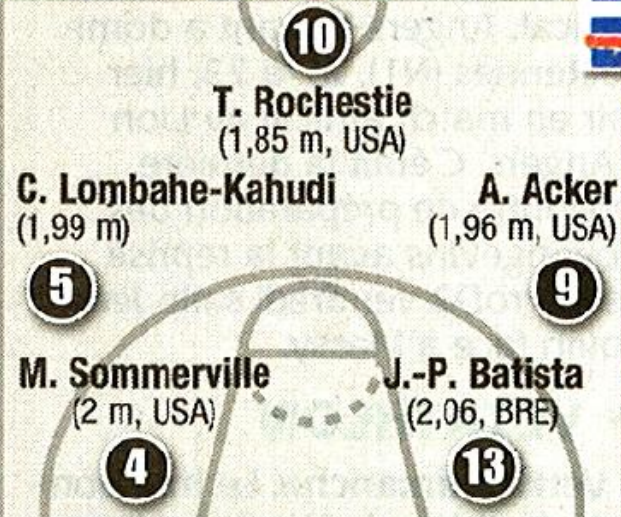 10
T. Rochestie
(1,85 m, USA)
C. Lombahe-Kahudi
(1,99 m)
5
A. Acker
(1,96 m, USA)
9
M. Sommerville
(2 m, USA)
4
J.-P. Batista
(2,06, BRE)
13